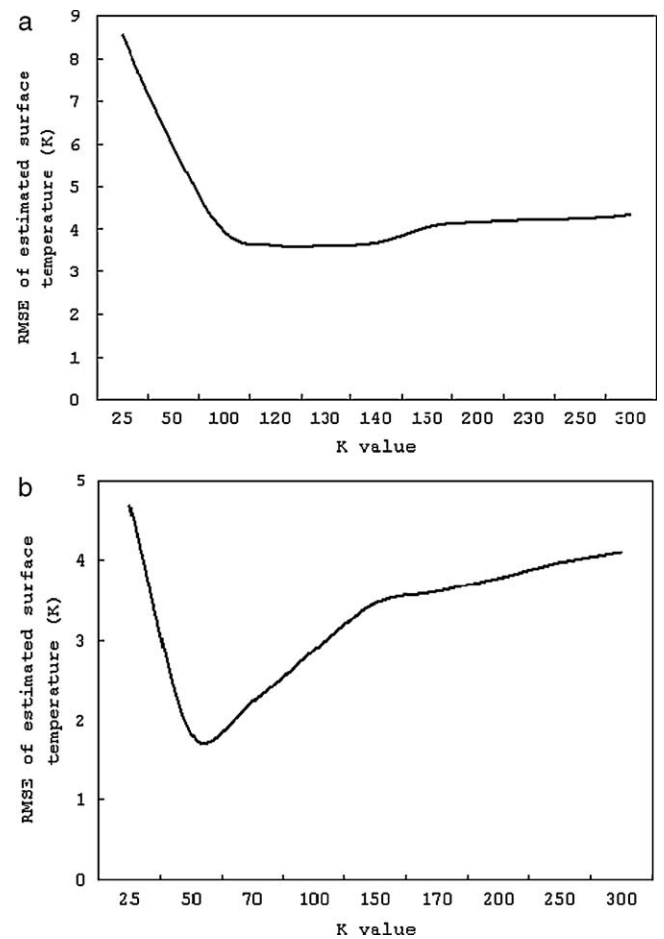 a
9
8
7
6
5
4
3
2
1
0
RMSE of estimated surface
temperature (K)
25 50 100 120 130 140 150 200 230 250 300
K value
b
5
4
3
2
1
0
RMSE of estimated surface
temperature (K)
25 50 70 100 150 170 200 250 300
K value